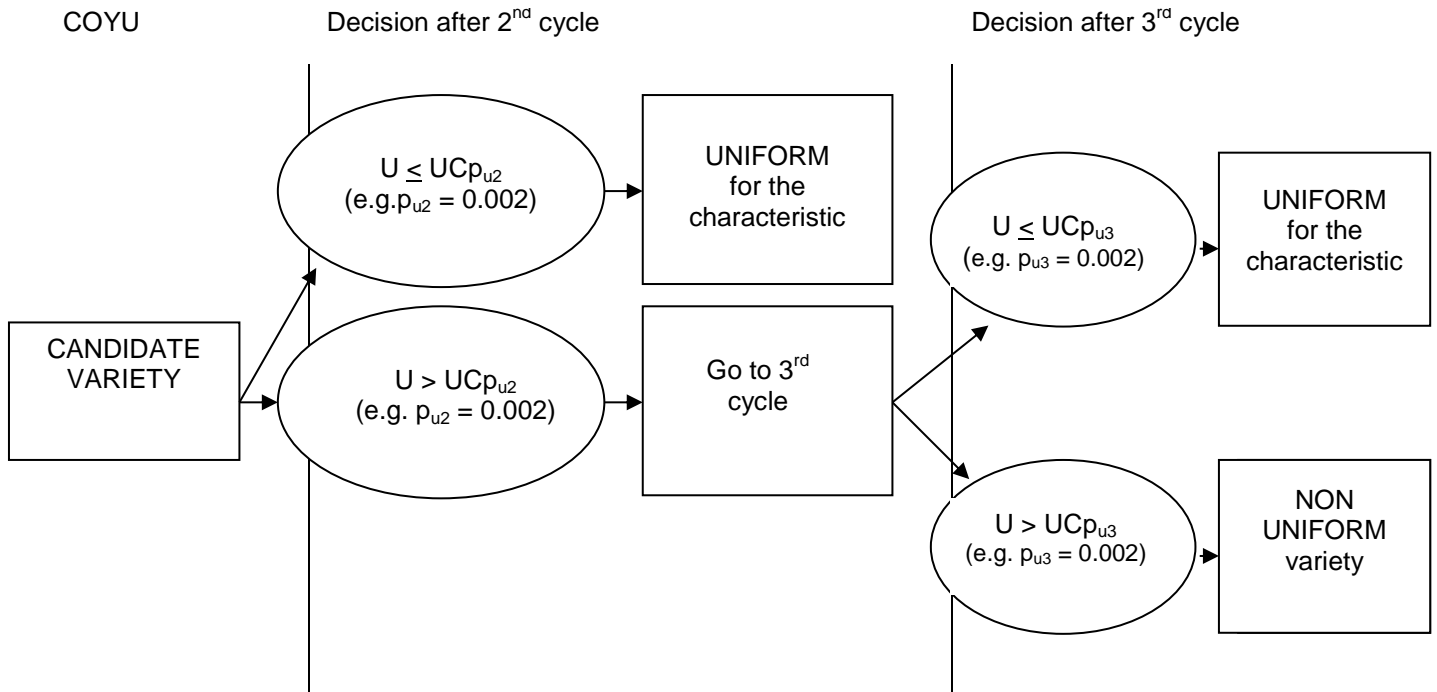 COYU
Decision after 2nd cycle
Decision after 3rd cycle
CANDIDATE
VARIETY
U ≤ UCpu2
(e.g.pu2 = 0.002)
UNIFORM
for the
characteristic
U > UCpu2
(e.g. pu2 = 0.002)
Go to 3rd
cycle
U ≤ UCpu3
(e.g. pu3 = 0.002)
UNIFORM
for the
characteristic
U > UCpu3
(e.g. pu3 = 0.002)
NON
UNIFORM
variety